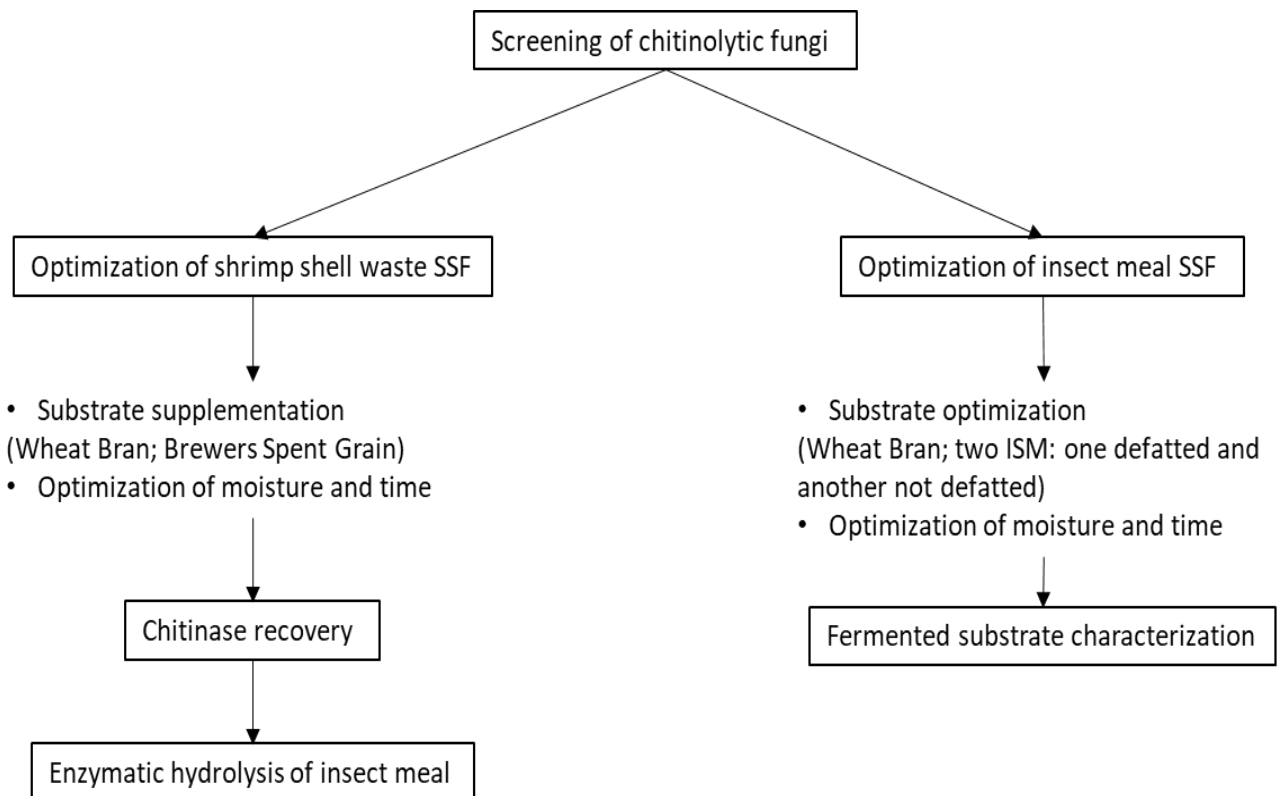 Screening of chitinolytic fungi
Optimization of shrimp shell waste SSF
• Substrate supplementation
(Wheat Bran; Brewers Spent Grain)
• Optimization of moisture and time
Chitinase recovery
Enzymatic hydrolysis of insect meal
Optimization of insect meal SSF
• Substrate optimization
(Wheat Bran; two ISM: one defatted and
another not defatted)
• Optimization of moisture and time
Fermented substrate characterization